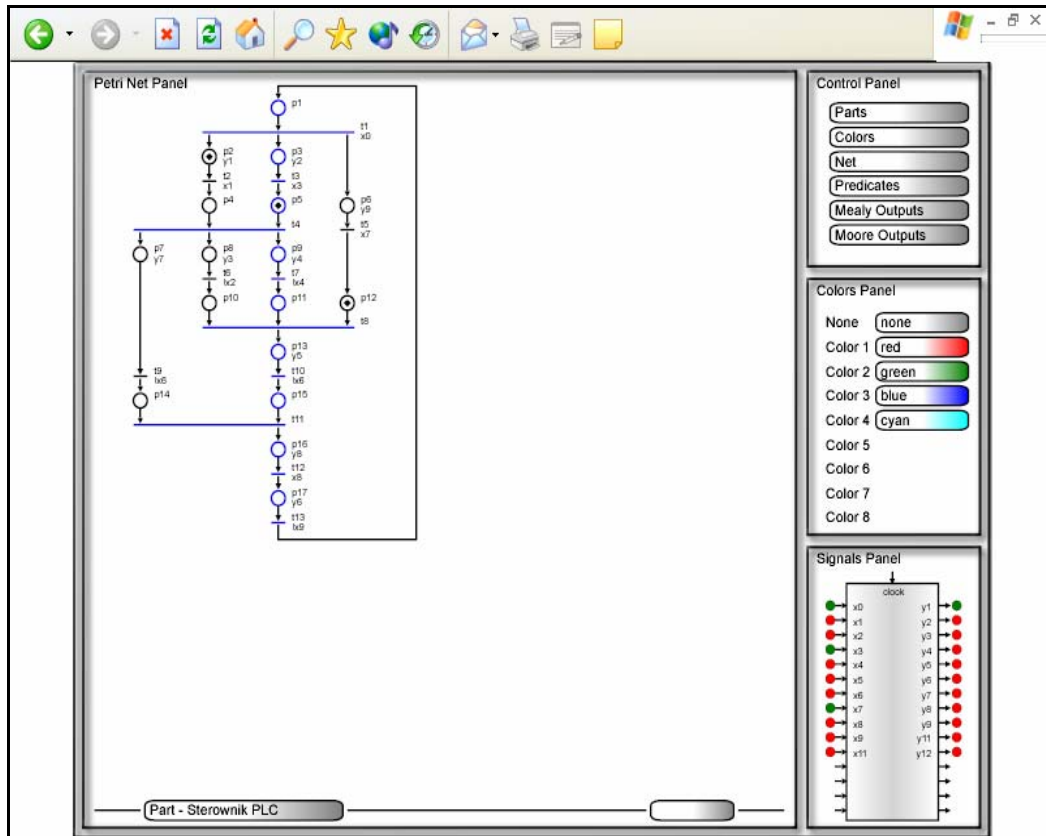 Petri Net Panel
p1
t1
x0
p2
y1
p3
y2
t2
x1
t3
x3
p4
p5
p6
y9
t4
t5
x7
p7
y7
p8
y3
p9
y4
t6
!x2
t7
!x4
p10
p11
p12
t8
p13
y5
t9
!x6
t10
!x6
p14
p15
t11
p16
y8
t12
x8
p17
y6
t13
!x9
Part - Sterownik PLC
Control Panel
Parts
Colors
Net
Predicates
Mealy Outputs
Moore Outputs
Colors Panel
None none
Color 1 red
Color 2 green
Color 3 blue
Color 4 cyan
Color 5
Color 6
Color 7
Color 8
Signals Panel
clock
x0 y1
x1 y2
x2 y3
x3 y4
x4 y5
x5 y6
x6 y7
x7 y8
x8 y9
x9 y11
x11 y12